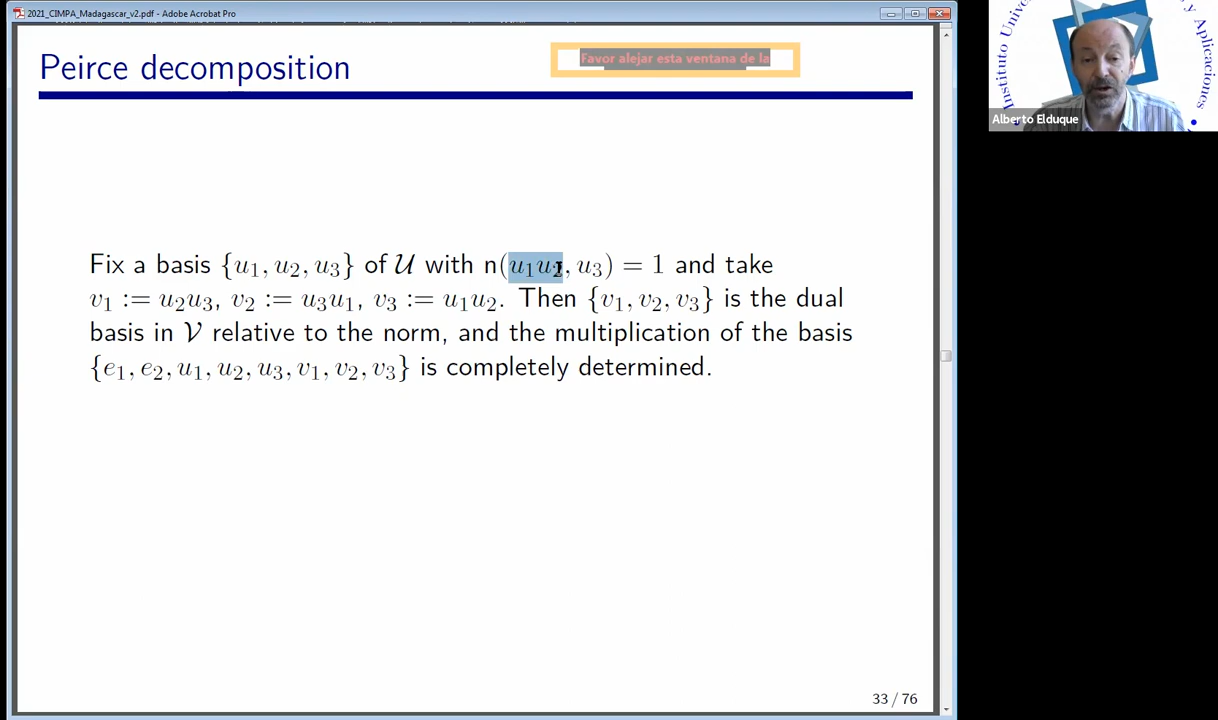 2021_CIMPA_Madagascar_v2.pdf - Adobe Acrobat Pro
Peirce decomposition
Favor alejar esta ventana de la
Fix a basis {u₁, u₂, u₃} of 𝒰 with n(u₁u₂, u₃) = 1 and take
v₁ := u₂u₃, v₂ := u₃u₁, v₃ := u₁u₂. Then {v₁, v₂, v₃} is the dual
basis in 𝒱 relative to the norm, and the multiplication of the basis
{e₁, e₂, u₁, u₂, u₃, v₁, v₂, v₃} is completely determined.
33 / 76
Instituto Univer
y Aplicaciones
Alberto Elduque